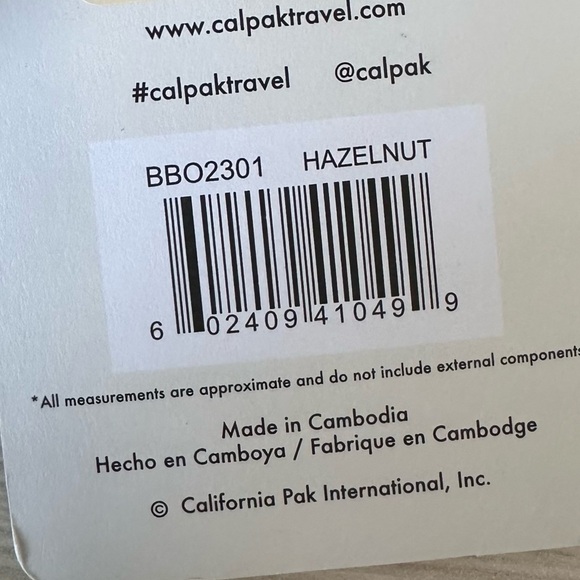 www.calpaktravel.com
#calpaktravel @calpak
BBO2301 HAZELNUT
6 02409 41049 9
*All measurements are approximate and do not include external components
Made in Cambodia
Hecho en Camboya / Fabrique en Cambodge
© California Pak International, Inc.